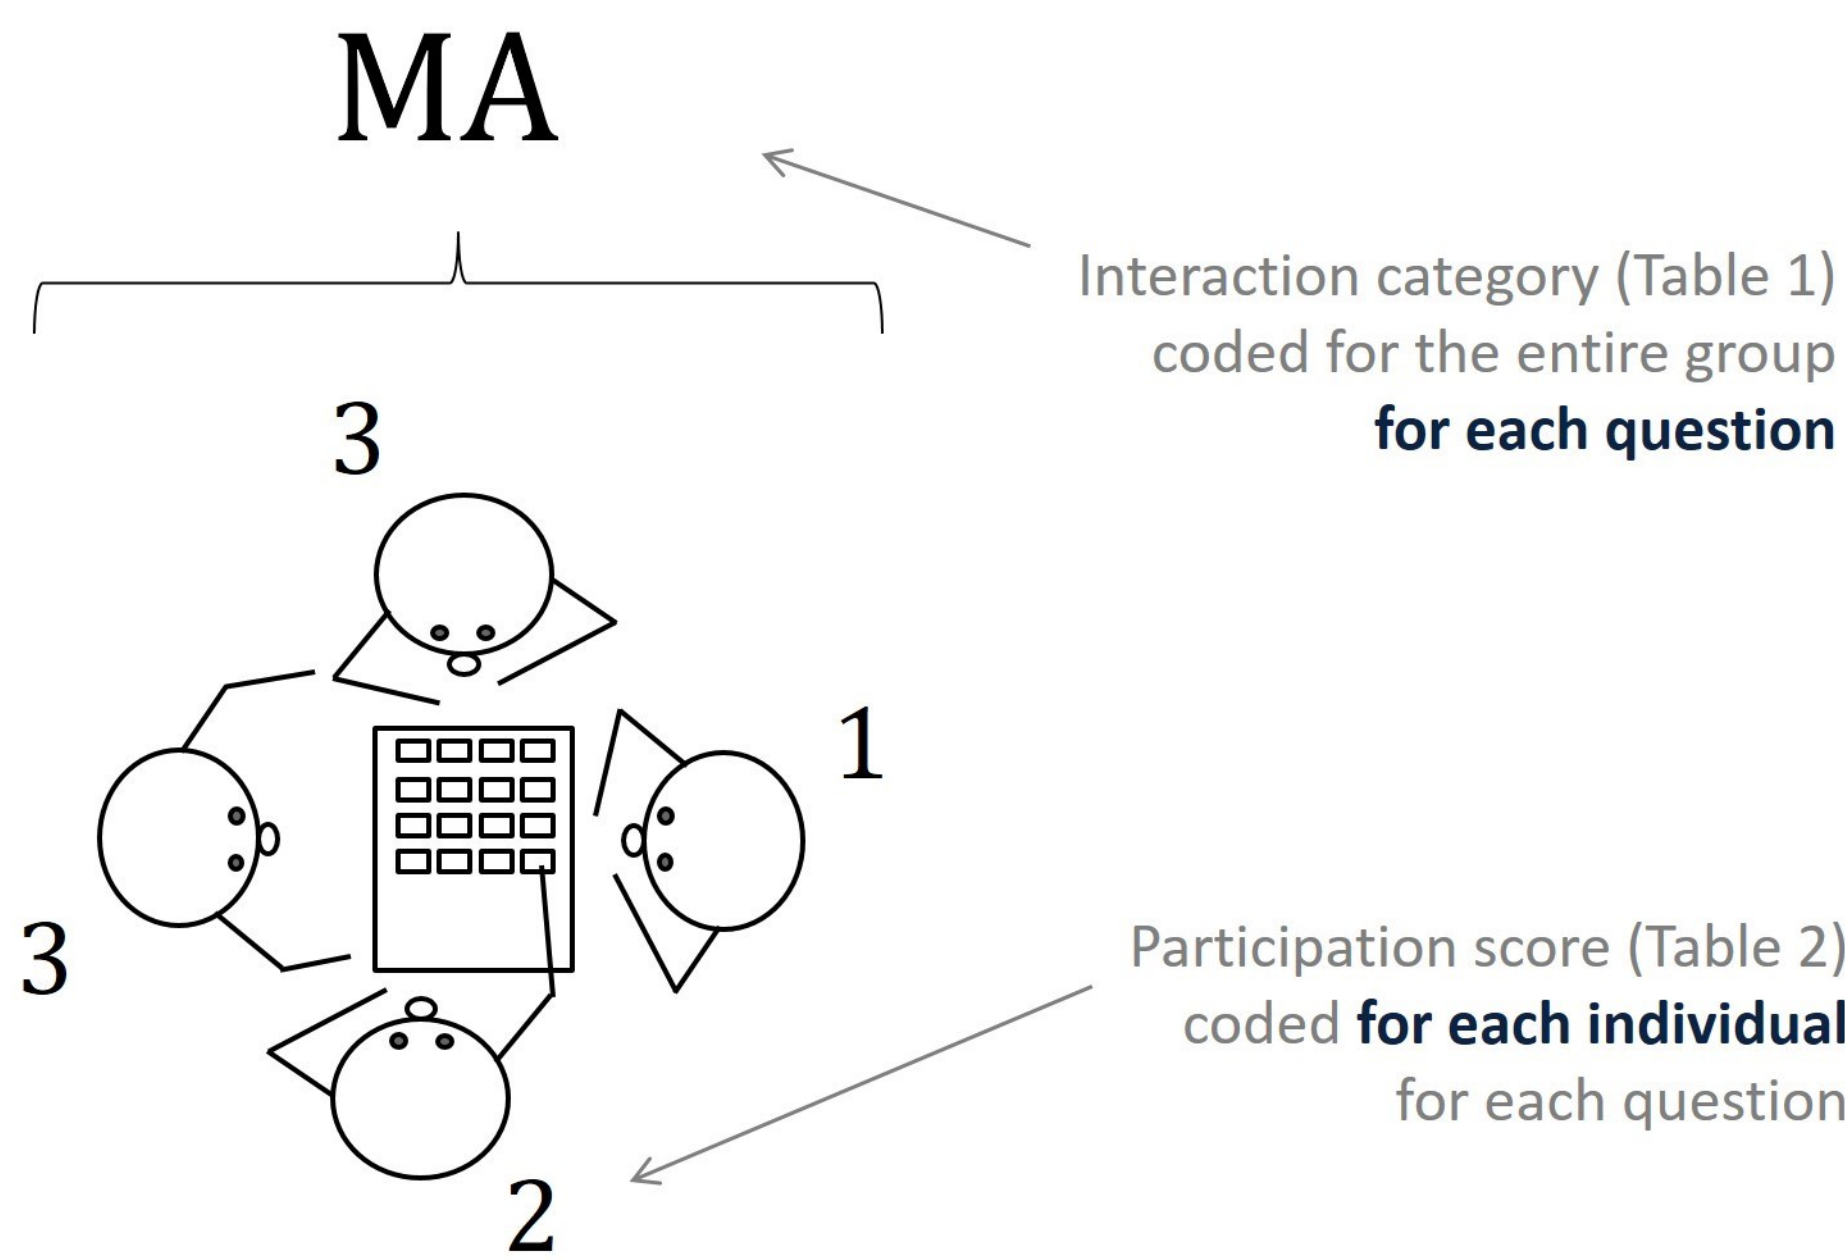 MA
Interaction category (Table 1)
coded for the entire group
for each question
3
1
3
Participation score (Table 2)
coded for each individual
for each question
2